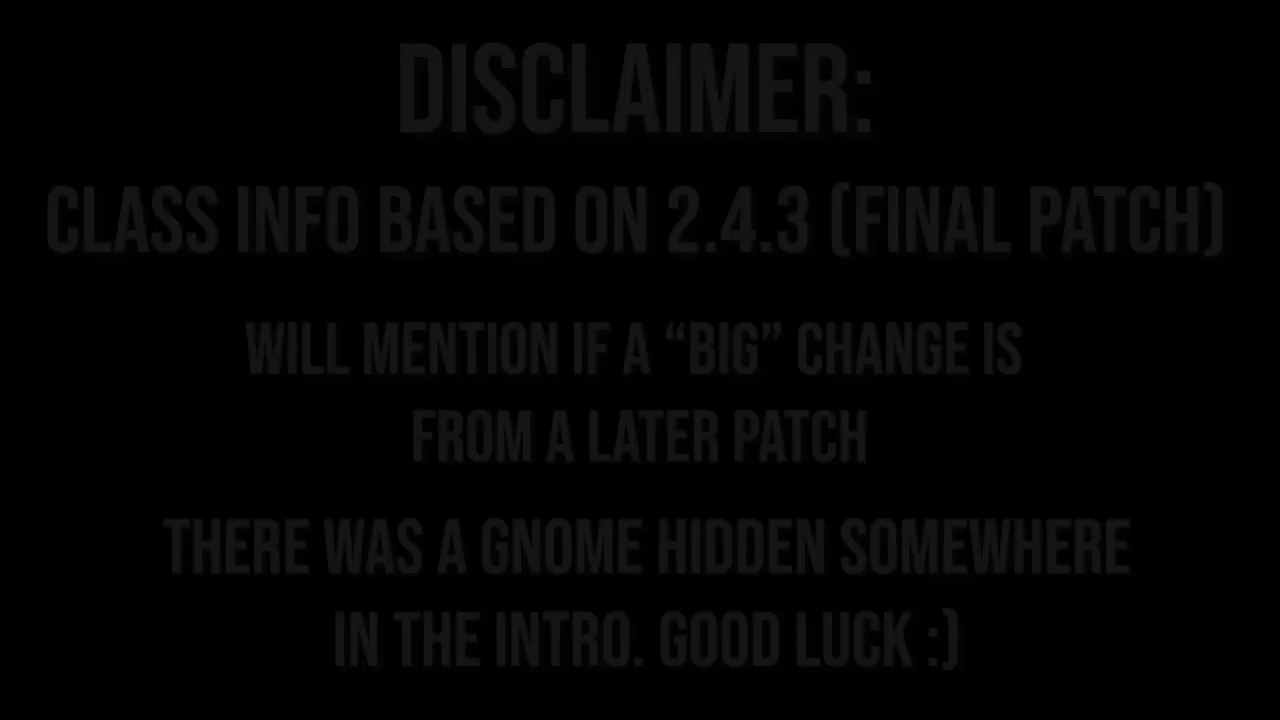 DISCLAIMER:
CLASS INFO BASED ON 2.4.3 (FINAL PATCH)
WILL MENTION IF A “BIG” CHANGE IS
FROM A LATER PATCH
THERE WAS A GNOME HIDDEN SOMEWHERE
IN THE INTRO. GOOD LUCK :)